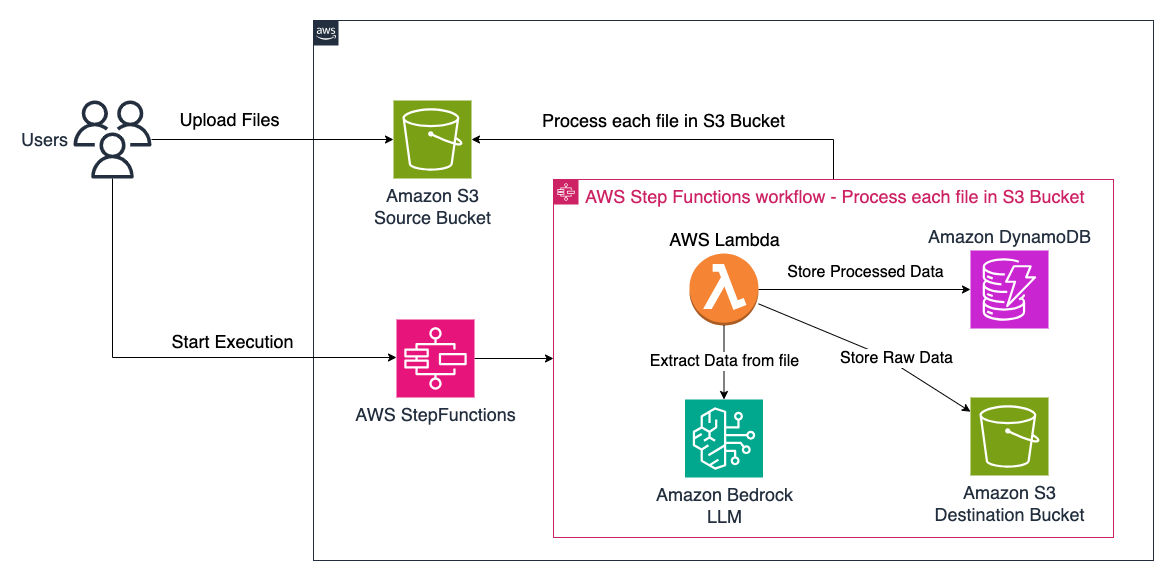 aws
Users
Upload Files
Process each file in S3 Bucket
Amazon S3
Source Bucket
AWS Step Functions workflow - Process each file in S3 Bucket
AWS Lambda
Amazon DynamoDB
Store Processed Data
Start Execution
Extract Data from file
Store Raw Data
AWS StepFunctions
Amazon Bedrock
LLM
Amazon S3
Destination Bucket